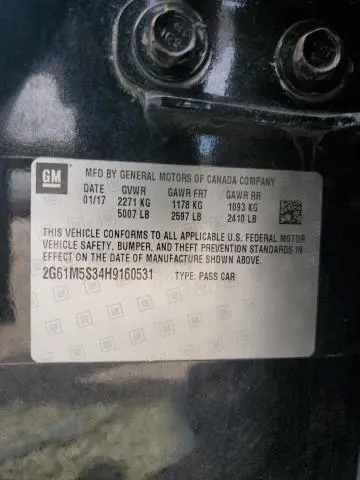 GM
MFD BY GENERAL MOTORS OF CANADA COMPANY
DATE GVWR GAWR FRT GAWR RR
01/17 2271 KG 1178 KG 1093 KG
5007 LB 2597 LB 2410 LB
THIS VEHICLE CONFORMS TO ALL APPLICABLE U.S. FEDERAL MOTOR
VEHICLE SAFETY, BUMPER, AND THEFT PREVENTION STANDARDS IN
EFFECT ON THE DATE OF MANUFACTURE SHOWN ABOVE.
2G61M5S34H9160531 TYPE: PASS CAR